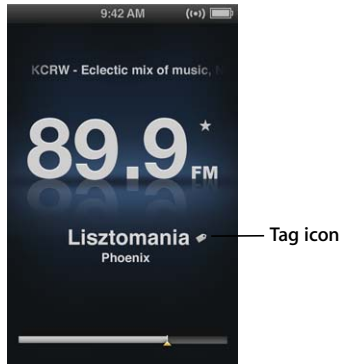 9:42 AM
KCRW - Eclectic mix of music,
89.9 FM
Lisztomania
Phoenix
Tag icon